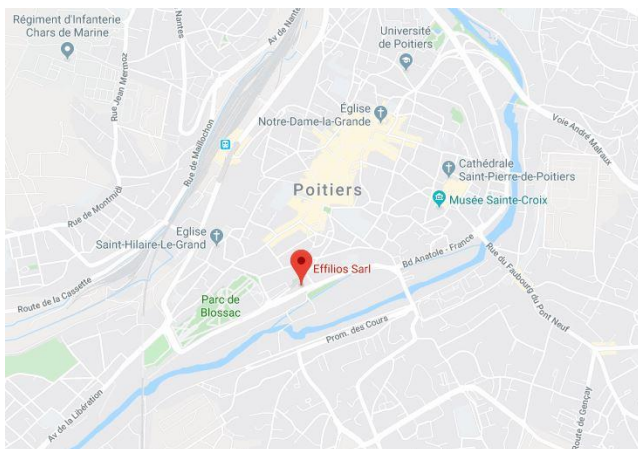 Régiment d'Infanterie
Chars de Marine
Av de Nantes
Université
de Poitiers
Rue Jean Mermoz
Rue de Maillochon
Église
Notre-Dame-la-Grande
Voie André Malraux
Cathédrale
Saint-Pierre-de-Poitiers
Poitiers
Musée Sainte-Croix
Rue de Montmidi
Eglise
Saint-Hilaire-Le-Grand
Effilios Sarl
Bd Anatole - France
Rue du Faubourg du Pont Neuf
Route de la Cassette
Parc de
Blossac
Prom. des Cours
Av de la Libération
Route de Gençay